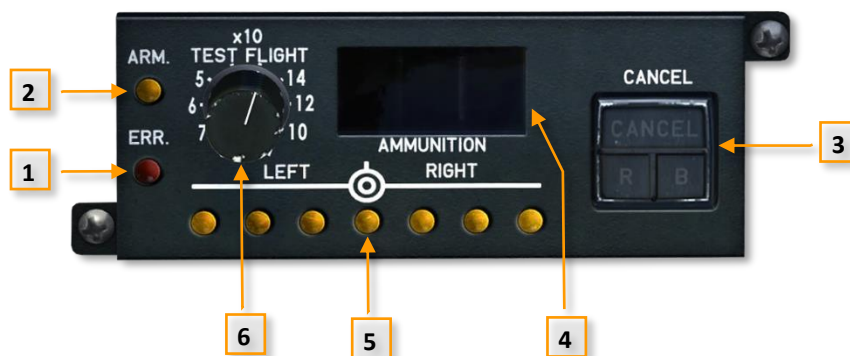 x10
TEST FLIGHT
ARM.
5 14
6 12
7 10
ERR.
AMMUNITION
LEFT RIGHT
CANCEL
CANCEL
R B
2
1
3
4
5
6